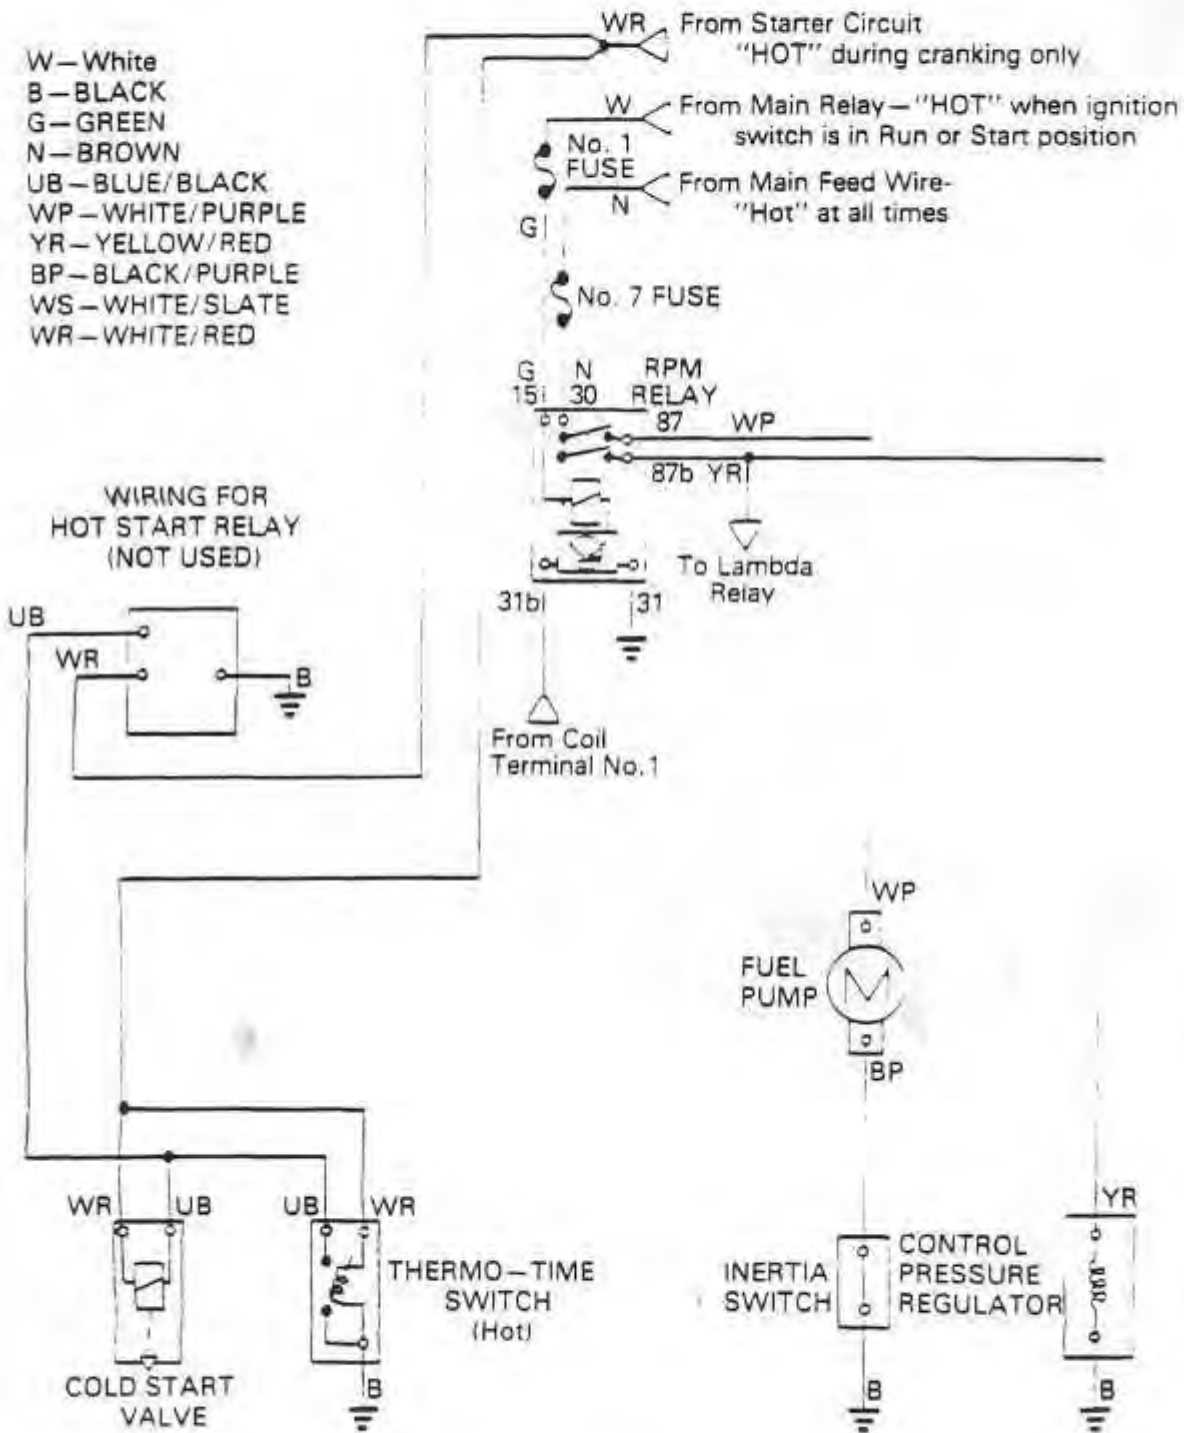 W—White
B—BLACK
G—GREEN
N—BROWN
UB—BLUE/BLACK
WP—WHITE/PURPLE
YR—YELLOW/RED
BP—BLACK/PURPLE
WS—WHITE/SLATE
WR—WHITE/RED
WR
From Starter Circuit
"HOT" during cranking only
W
From Main Relay—"HOT" when ignition
switch is in Run or Start position
No. 1
FUSE
N
From Main Feed Wire-
"Hot" at all times
G
No. 7 FUSE
G N RPM
15 30 RELAY
87 WP
87b YR
To Lambda
Relay
31b 31
From Coil
Terminal No.1
WIRING FOR
HOT START RELAY
(NOT USED)
UB
WR
B
WP
FUEL
PUMP
M
BP
WR UB
COLD START
VALVE
UB WR
THERMO—TIME
SWITCH
(Hot)
B
INERTIA
SWITCH
B
YR
CONTROL
PRESSURE
REGULATOR
B